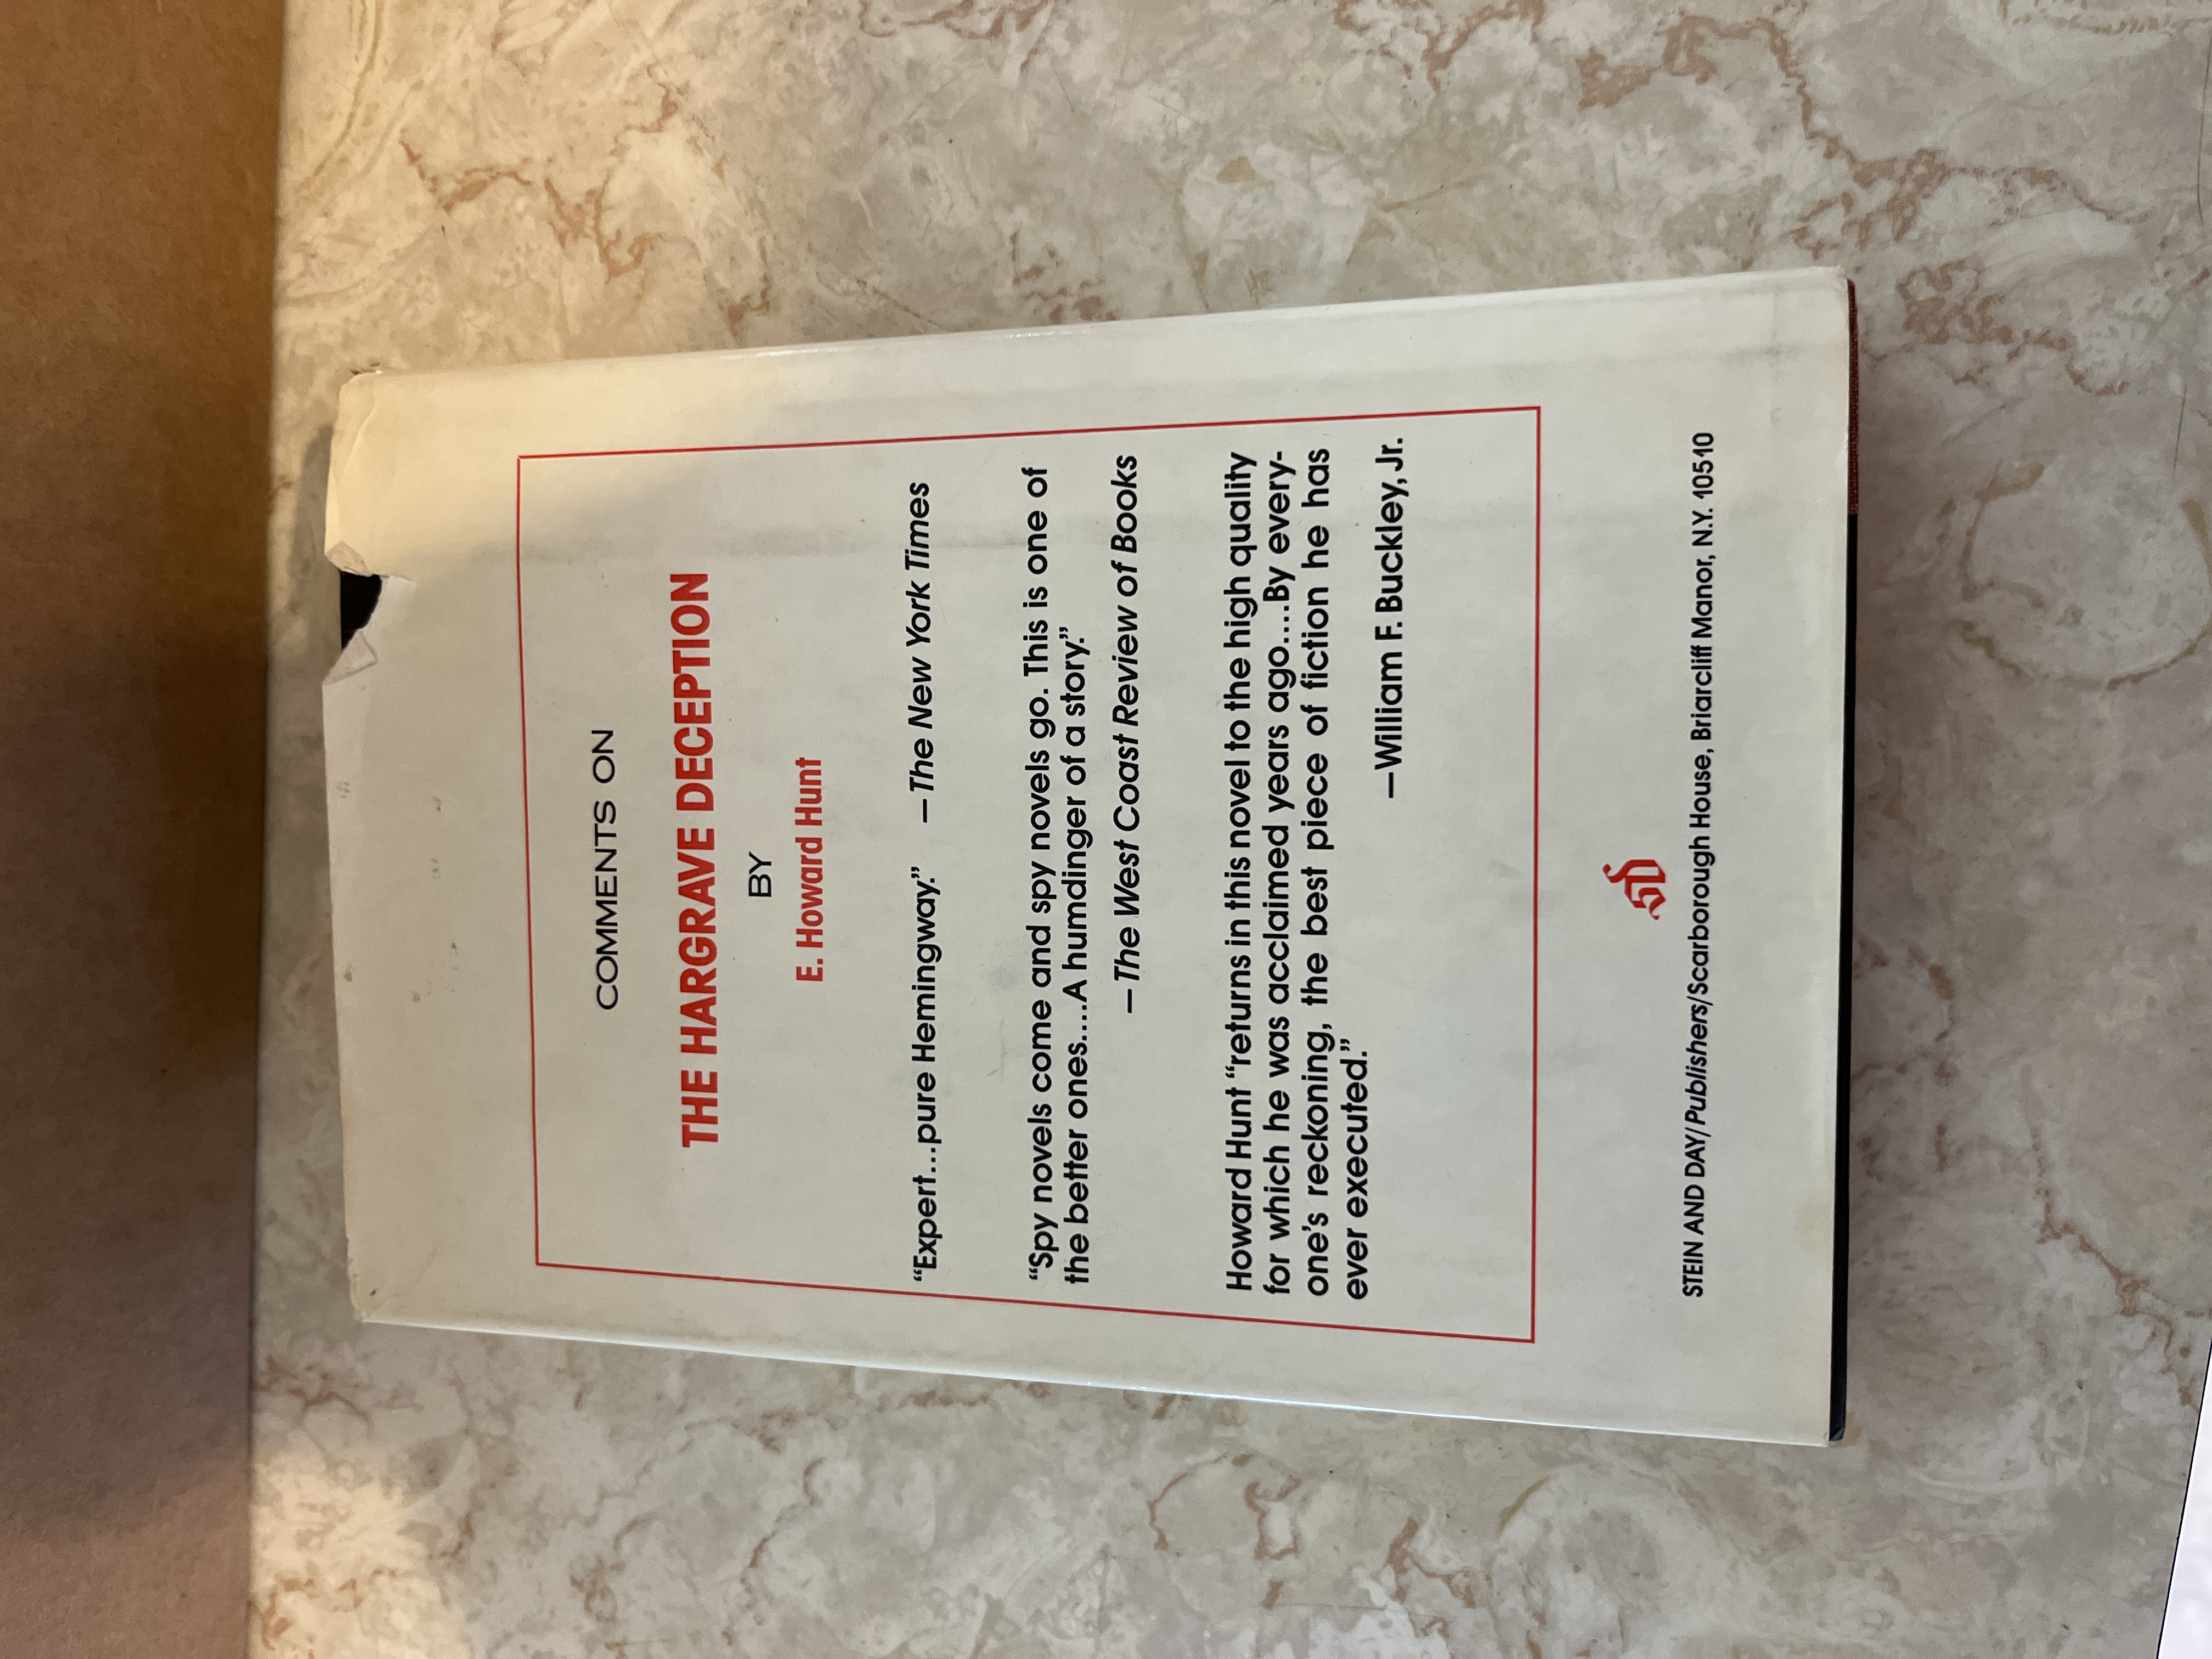 COMMENTS ON
THE HARGRAVE DECEPTION
BY
E. Howard Hunt
“Expert...pure Hemingway.” —The New York Times
“Spy novels come and spy novels go. This is one of
the better ones....A humdinger of a story.”
—The West Coast Review of Books
Howard Hunt “returns in this novel to the high quality
for which he was acclaimed years ago....By every-
one’s reckoning, the best piece of fiction he has
ever executed.”
—William F. Buckley, Jr.
sd
STEIN AND DAY/Publishers/Scarborough House, Briarcliff Manor, N.Y. 10510